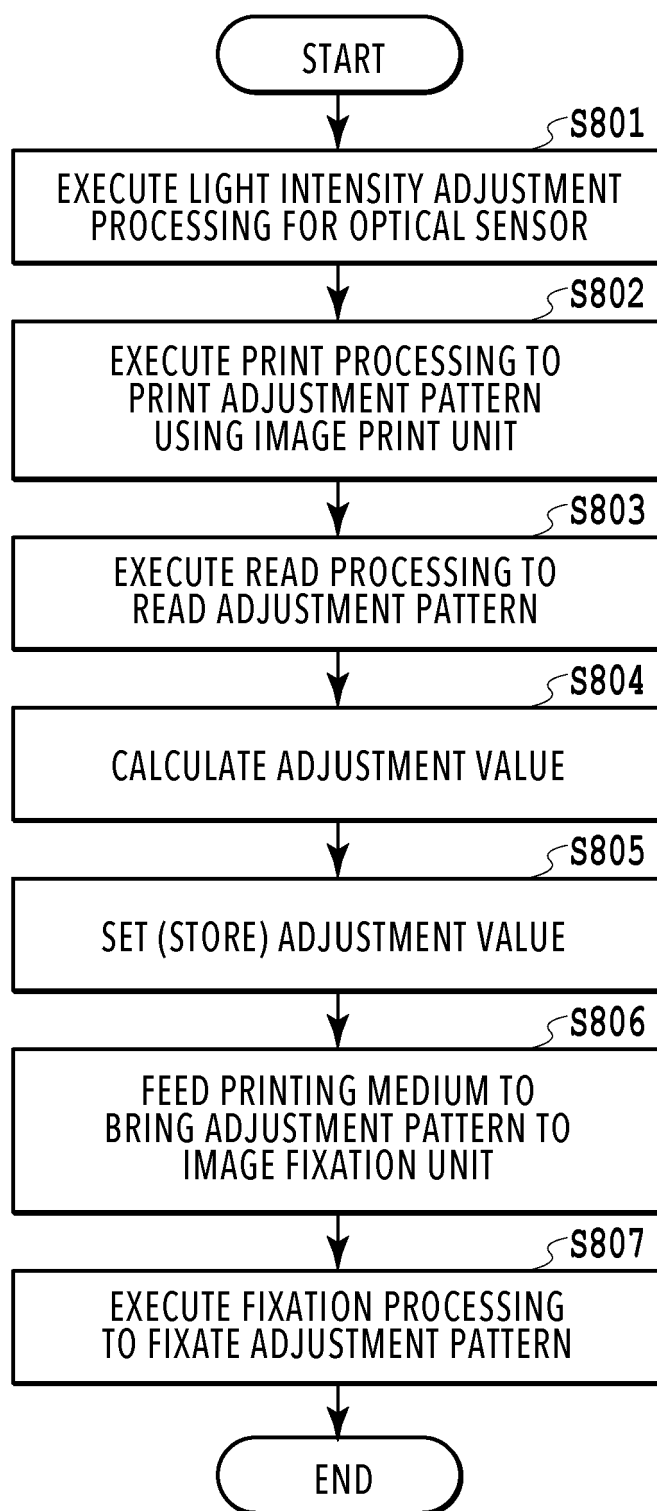 START
S801
EXECUTE LIGHT INTENSITY ADJUSTMENT
PROCESSING FOR OPTICAL SENSOR
S802
EXECUTE PRINT PROCESSING TO
PRINT ADJUSTMENT PATTERN
USING IMAGE PRINT UNIT
S803
EXECUTE READ PROCESSING TO
READ ADJUSTMENT PATTERN
S804
CALCULATE ADJUSTMENT VALUE
S805
SET (STORE) ADJUSTMENT VALUE
S806
FEED PRINTING MEDIUM TO
BRING ADJUSTMENT PATTERN TO
IMAGE FIXATION UNIT
S807
EXECUTE FIXATION PROCESSING
TO FIXATE ADJUSTMENT PATTERN
END